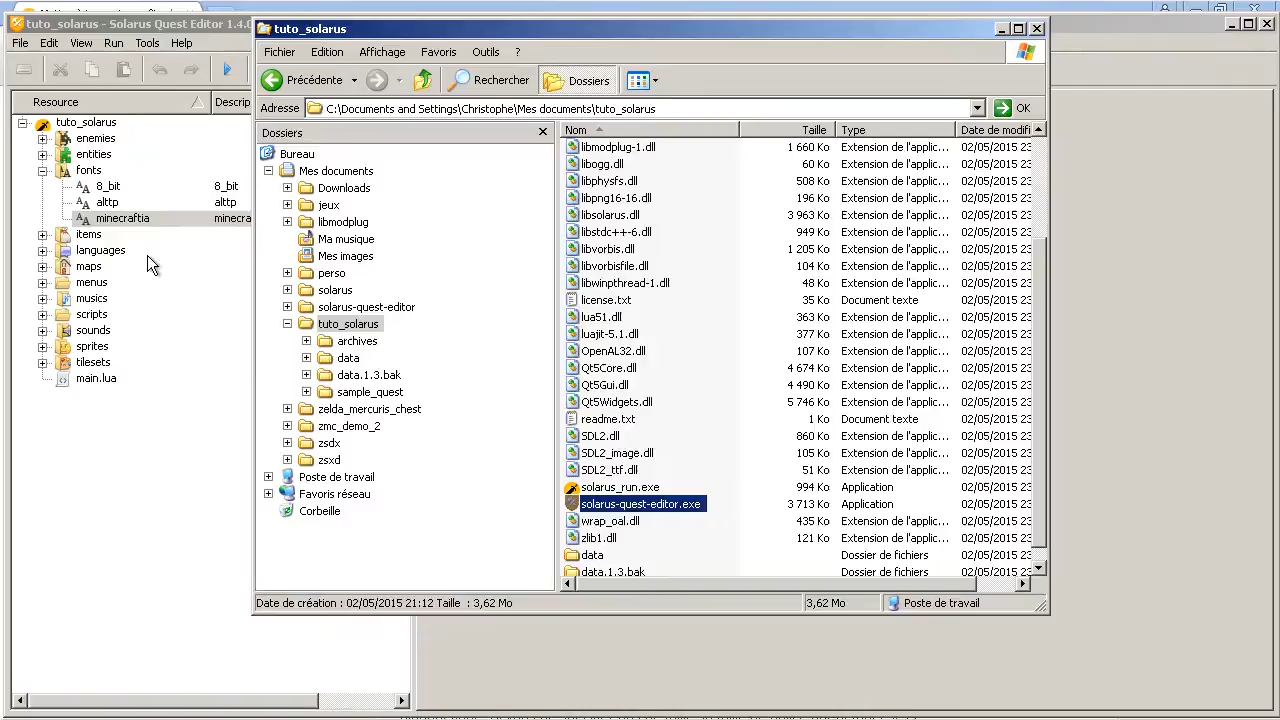 tuto_solarus - Solarus Quest Editor 1.4.0
File Edit View Run Tools Help
Resource Descrip
tuto_solarus
enemies
entities
fonts
8_bit 8_bit
alttp alttp
minecraftia minecra
items
languages
maps
menus
musics
scripts
sounds
sprites
tilesets
main.lua
tuto_solarus
Fichier Edition Affichage Favoris Outils ?
Précédente Rechercher Dossiers
Adresse C:\Documents and Settings\Christophe\Mes documents\tuto_solarus OK
Dossiers
Bureau
Mes documents
Downloads
jeux
libmodplug
Ma musique
Mes images
perso
solarus
solarus-quest-editor
tuto_solarus
archives
data
data.1.3.bak
sample_quest
zelda_mercuris_chest
zmc_demo_2
zsdx
zsxd
Poste de travail
Favoris réseau
Corbeille
Nom Taille Type Date de modifi
libmodplug-1.dll 1 660 Ko Extension de l'applic... 02/05/2015 23
libogg.dll 60 Ko Extension de l'applic... 02/05/2015 23
libphysfs.dll 508 Ko Extension de l'applic... 02/05/2015 23
libpng16-16.dll 196 Ko Extension de l'applic... 02/05/2015 23
libsolarus.dll 3 963 Ko Extension de l'applic... 02/05/2015 23
libstdc++-6.dll 949 Ko Extension de l'applic... 02/05/2015 23
libvorbis.dll 1 205 Ko Extension de l'applic... 02/05/2015 23
libvorbisfile.dll 104 Ko Extension de l'applic... 02/05/2015 23
libwinpthread-1.dll 48 Ko Extension de l'applic... 02/05/2015 23
license.txt 35 Ko Document texte 02/05/2015 23
lua51.dll 363 Ko Extension de l'applic... 02/05/2015 23
luajit-5.1.dll 377 Ko Extension de l'applic... 02/05/2015 23
OpenAL32.dll 107 Ko Extension de l'applic... 02/05/2015 23
Qt5Core.dll 4 674 Ko Extension de l'applic... 02/05/2015 23
Qt5Gui.dll 4 490 Ko Extension de l'applic... 02/05/2015 23
Qt5Widgets.dll 5 746 Ko Extension de l'applic... 02/05/2015 23
readme.txt 1 Ko Document texte 02/05/2015 23
SDL2.dll 860 Ko Extension de l'applic... 02/05/2015 23
SDL2_image.dll 105 Ko Extension de l'applic... 02/05/2015 23
SDL2_ttf.dll 51 Ko Extension de l'applic... 02/05/2015 23
solarus_run.exe 994 Ko Application 02/05/2015 23
solarus-quest-editor.exe 3 713 Ko Application 02/05/2015 23
wrap_oal.dll 435 Ko Extension de l'applic... 02/05/2015 23
zlib1.dll 121 Ko Extension de l'applic... 02/05/2015 23
data Dossier de fichiers 02/05/2015 23
data.1.3.bak Dossier de fichiers 02/05/2015 23
Date de création : 02/05/2015 21:12 Taille : 3,62 Mo 3,62 Mo Poste de travail